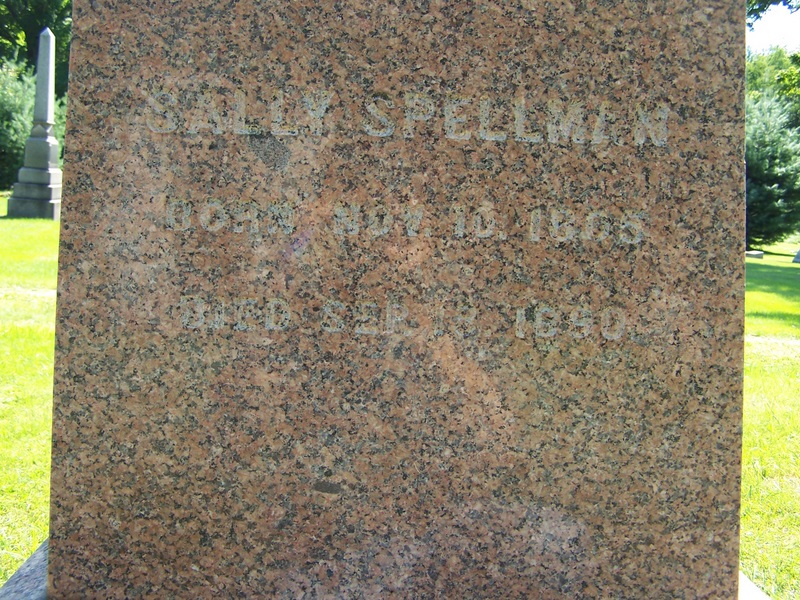 SALLY SPELLMAN
BORN NOV. 10,
DIED SEP.